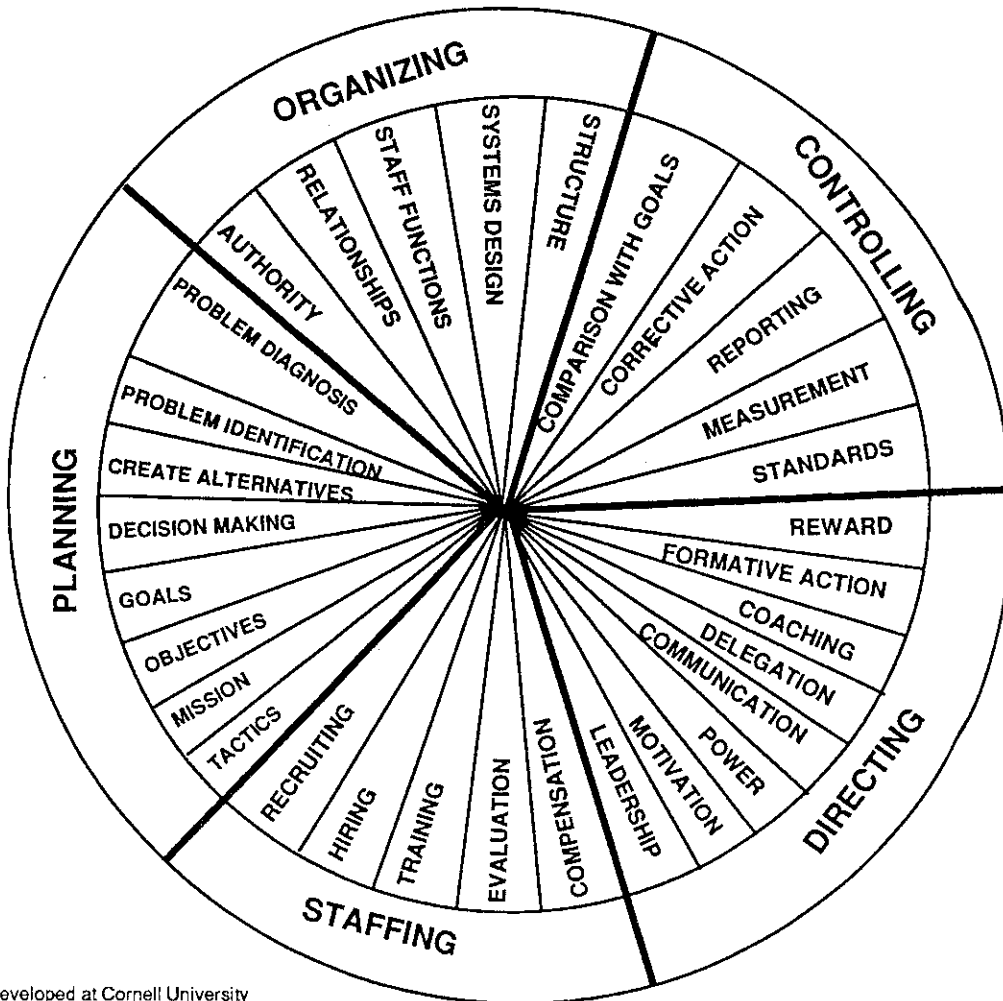 ORGANIZING
AUTHORITY
RELATIONSHIPS
STAFF FUNCTIONS
SYSTEMS DESIGN
STRUCTURE
CONTROLLING
COMPARISON WITH GOALS
CORRECTIVE ACTION
REPORTING
MEASUREMENT
STANDARDS
DIRECTING
REWARD
FORMATIVE ACTION
COACHING
DELEGATION
COMMUNICATION
POWER
MOTIVATION
LEADERSHIP
STAFFING
COMPENSATION
EVALUATION
TRAINING
HIRING
RECRUITING
PLANNING
TACTICS
MISSION
OBJECTIVES
GOALS
DECISION MAKING
CREATE ALTERNATIVES
PROBLEM IDENTIFICATION
PROBLEM DIAGNOSIS
eveloped at Cornell University